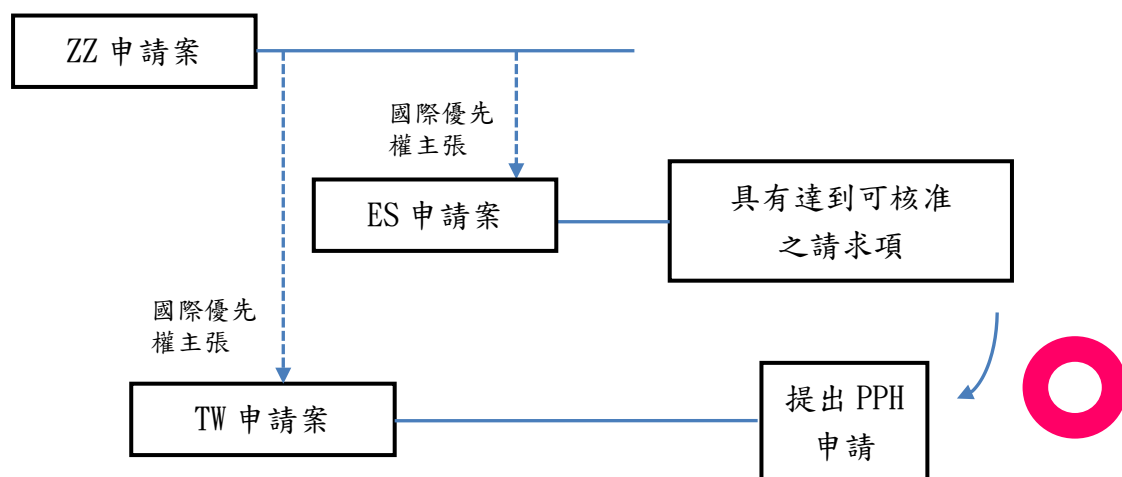 ZZ 申請案
國際優先
權主張
ES 申請案
具有達到可核准
之請求項
國際優先
權主張
TW 申請案
提出 PPH
申請